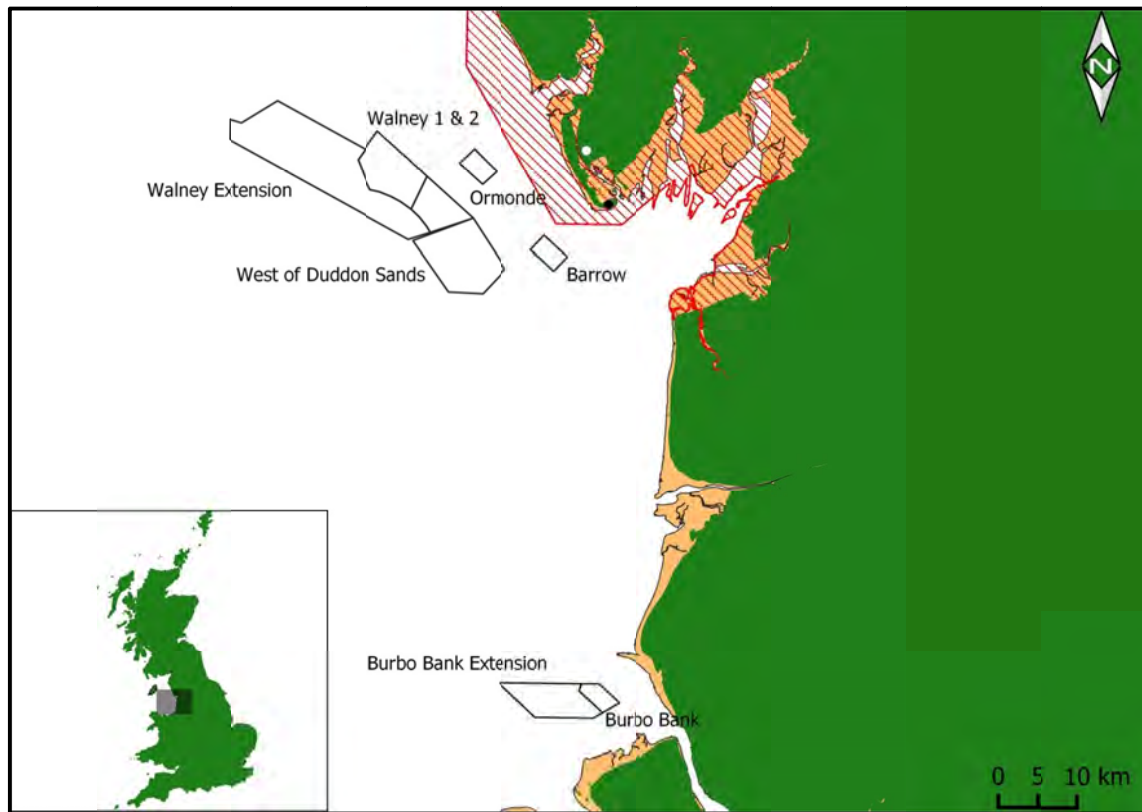 N
Walney 1 & 2
Walney Extension
Ormonde
West of Duddon Sands
Barrow
Burbo Bank Extension
Burbo Bank
0 5 10 km